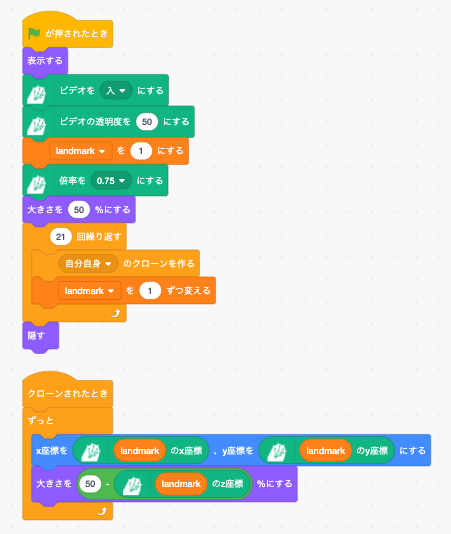 が押されたとき
表示する
ビデオを 入 にする
ビデオの透明度を 50 にする
landmark を 1 にする
倍率を 0.75 にする
大きさを 50 %にする
21 回繰り返す
自分自身 のクローンを作る
landmark を 1 ずつ変える
隠す
クローンされたとき
ずっと
x座標を landmark のx座標 、y座標を landmark のy座標 にする
大きさを 50 - landmark のz座標 %にする